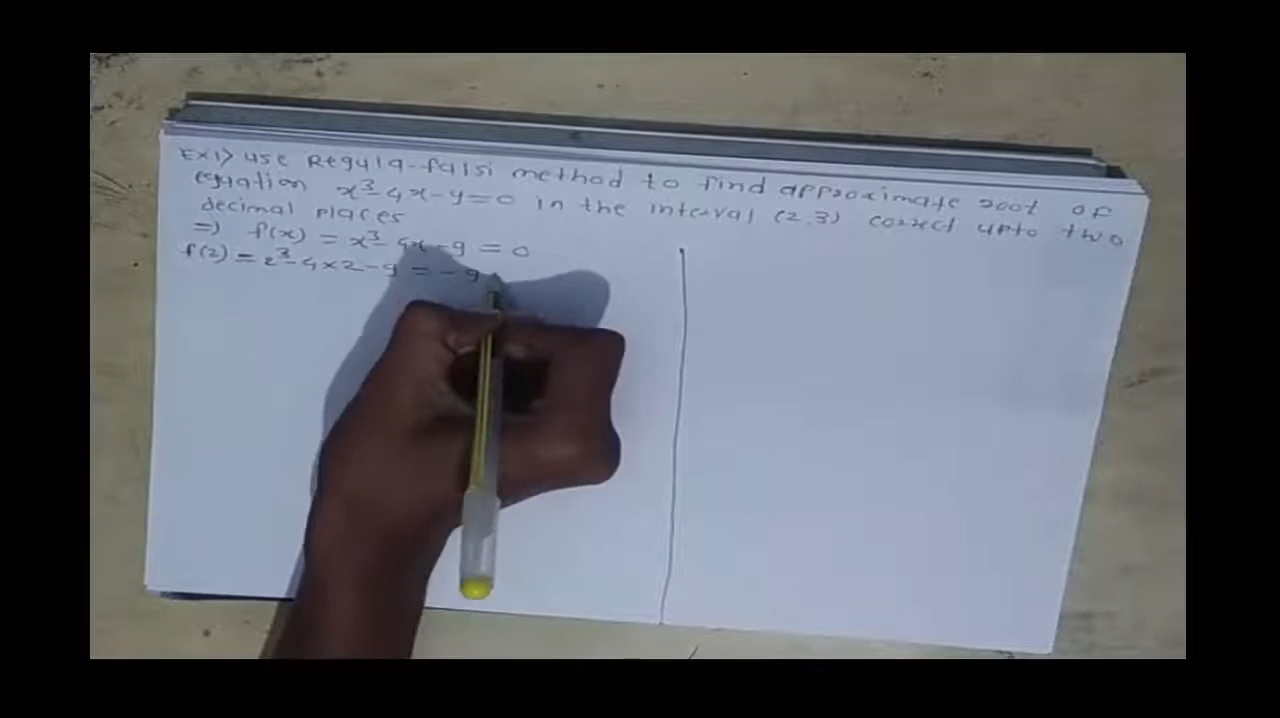 Ex1> use Regula-falsi method to find approximate root of
equation x³-4x-9=0 in the interval (2,3) correct upto two
decimal places
⇒ f(x) = x³-4x-9 = 0
f(2) = 2³-4×2-9 = -9